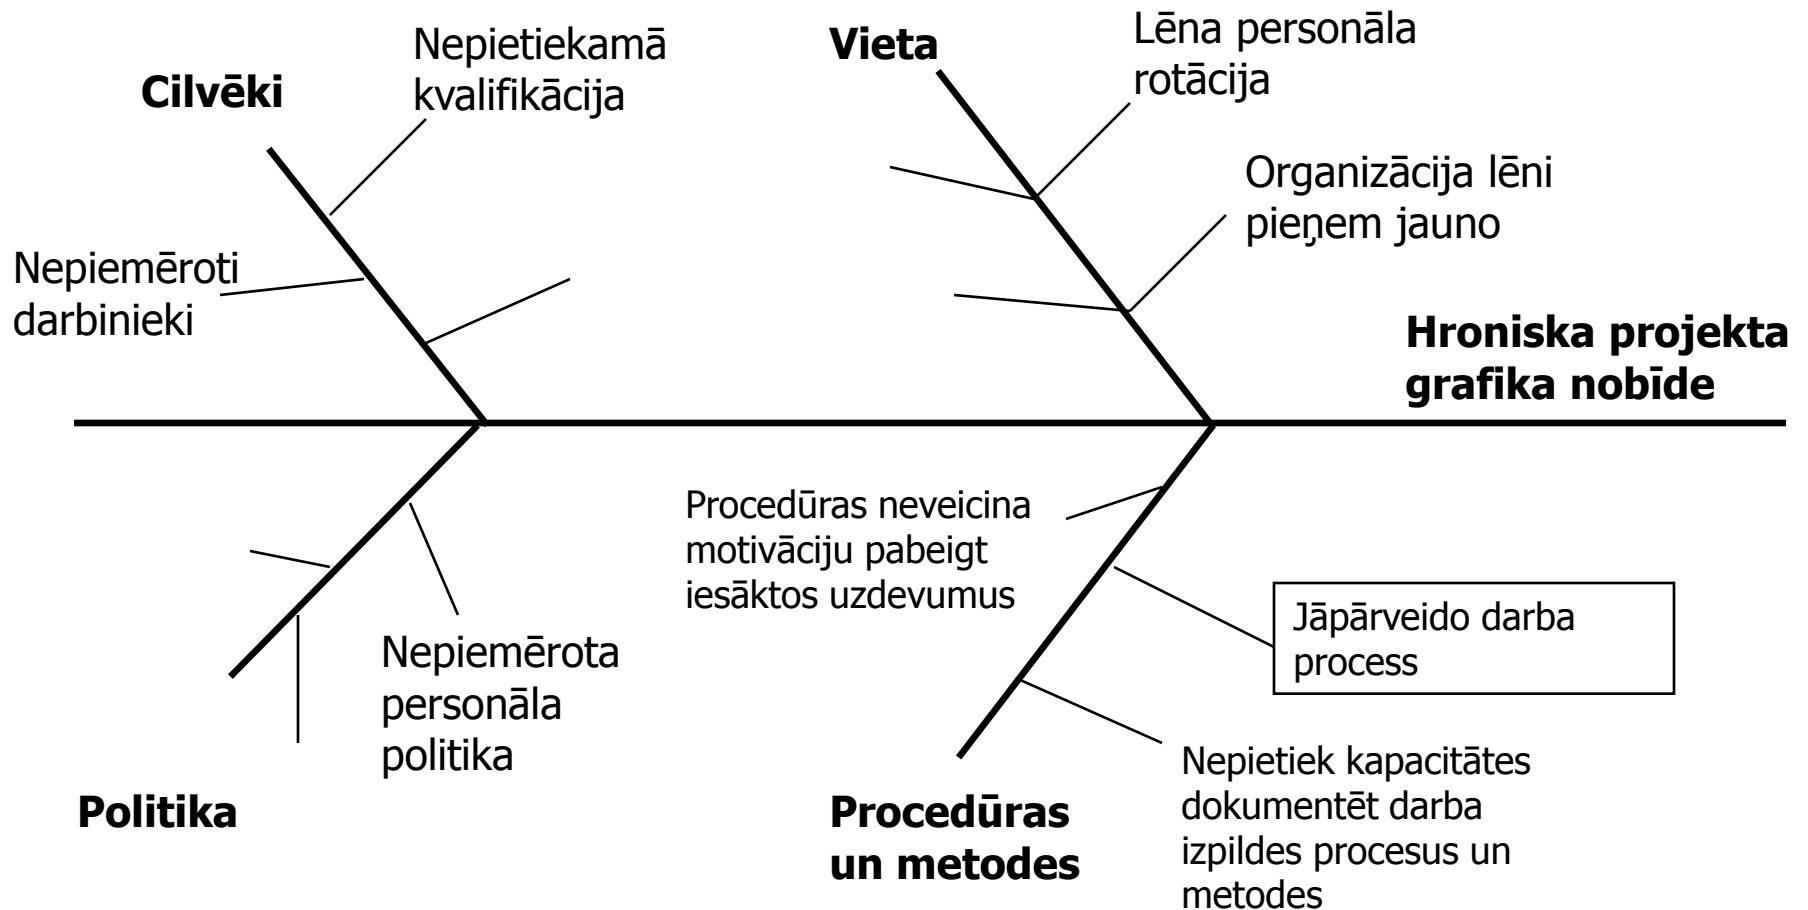 Cilvēki
Nepietiekamā
kvalifikācija
Vieta
Lēna personāla
rotācija
Organizācija lēni
pieņem jauno
Nepiemēroti
darbinieki
Hroniska projekta
grafika nobīde
Procedūras neveicina
motivāciju pabeigt
iesāktos uzdevumus
Jāpārveido darba
process
Nepiemērota
personāla
politika
Politika
Procedūras
un metodes
Nepietiek kapacitātes
dokumentēt darba
izpildes procesus un
metodes